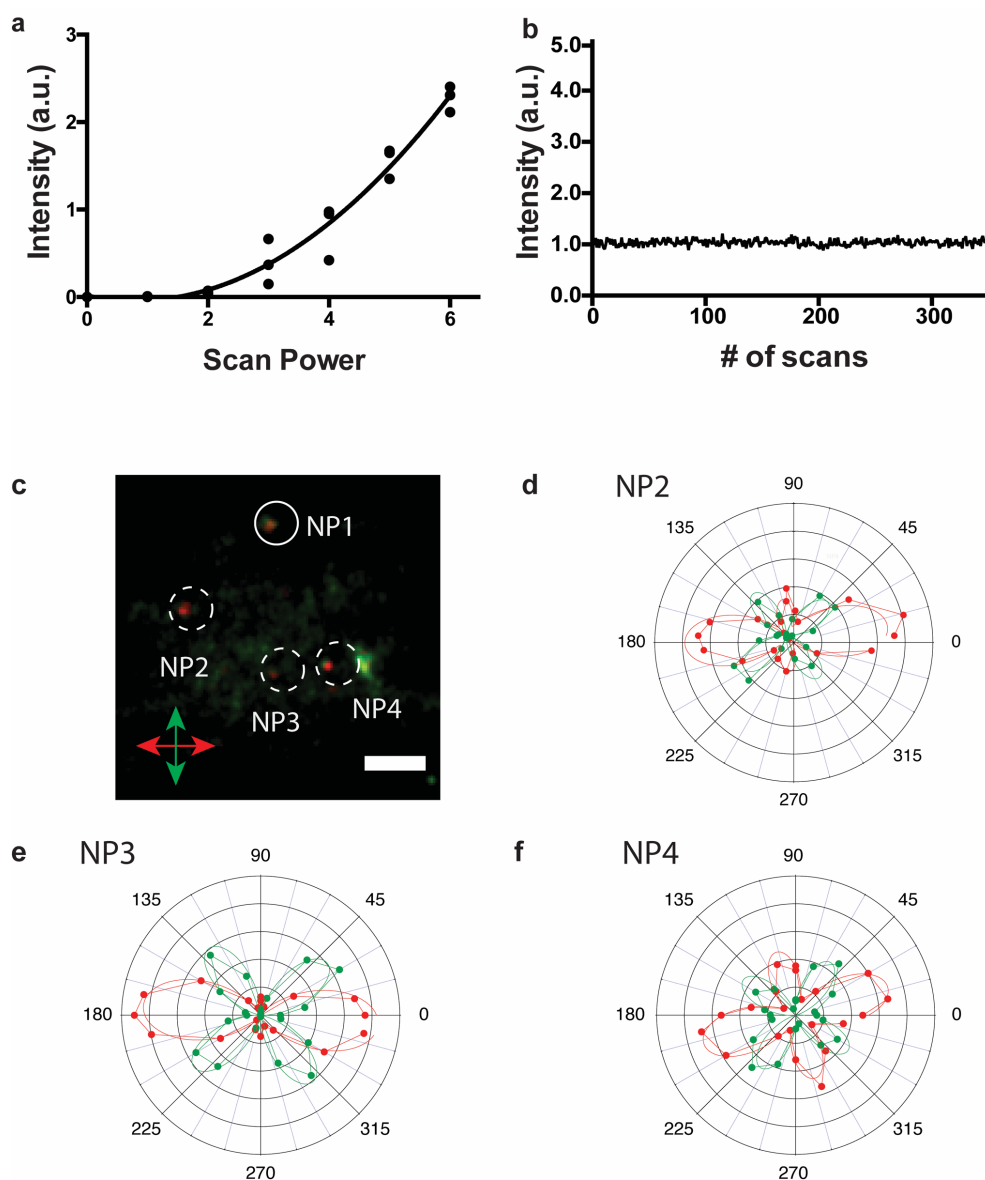 a
3
2
1
0
Intensity (a.u.)
0 2 4 6
Scan Power
b
5.0
4.0
3.0
2.0
1.0
0.0
Intensity (a.u.)
0 100 200 300
# of scans
c
NP1
NP2
NP3
NP4
d NP2
90
135 45
180 0
225 315
270
e NP3
90
135 45
180 0
225 315
270
f NP4
90
135 45
180 0
225 315
270